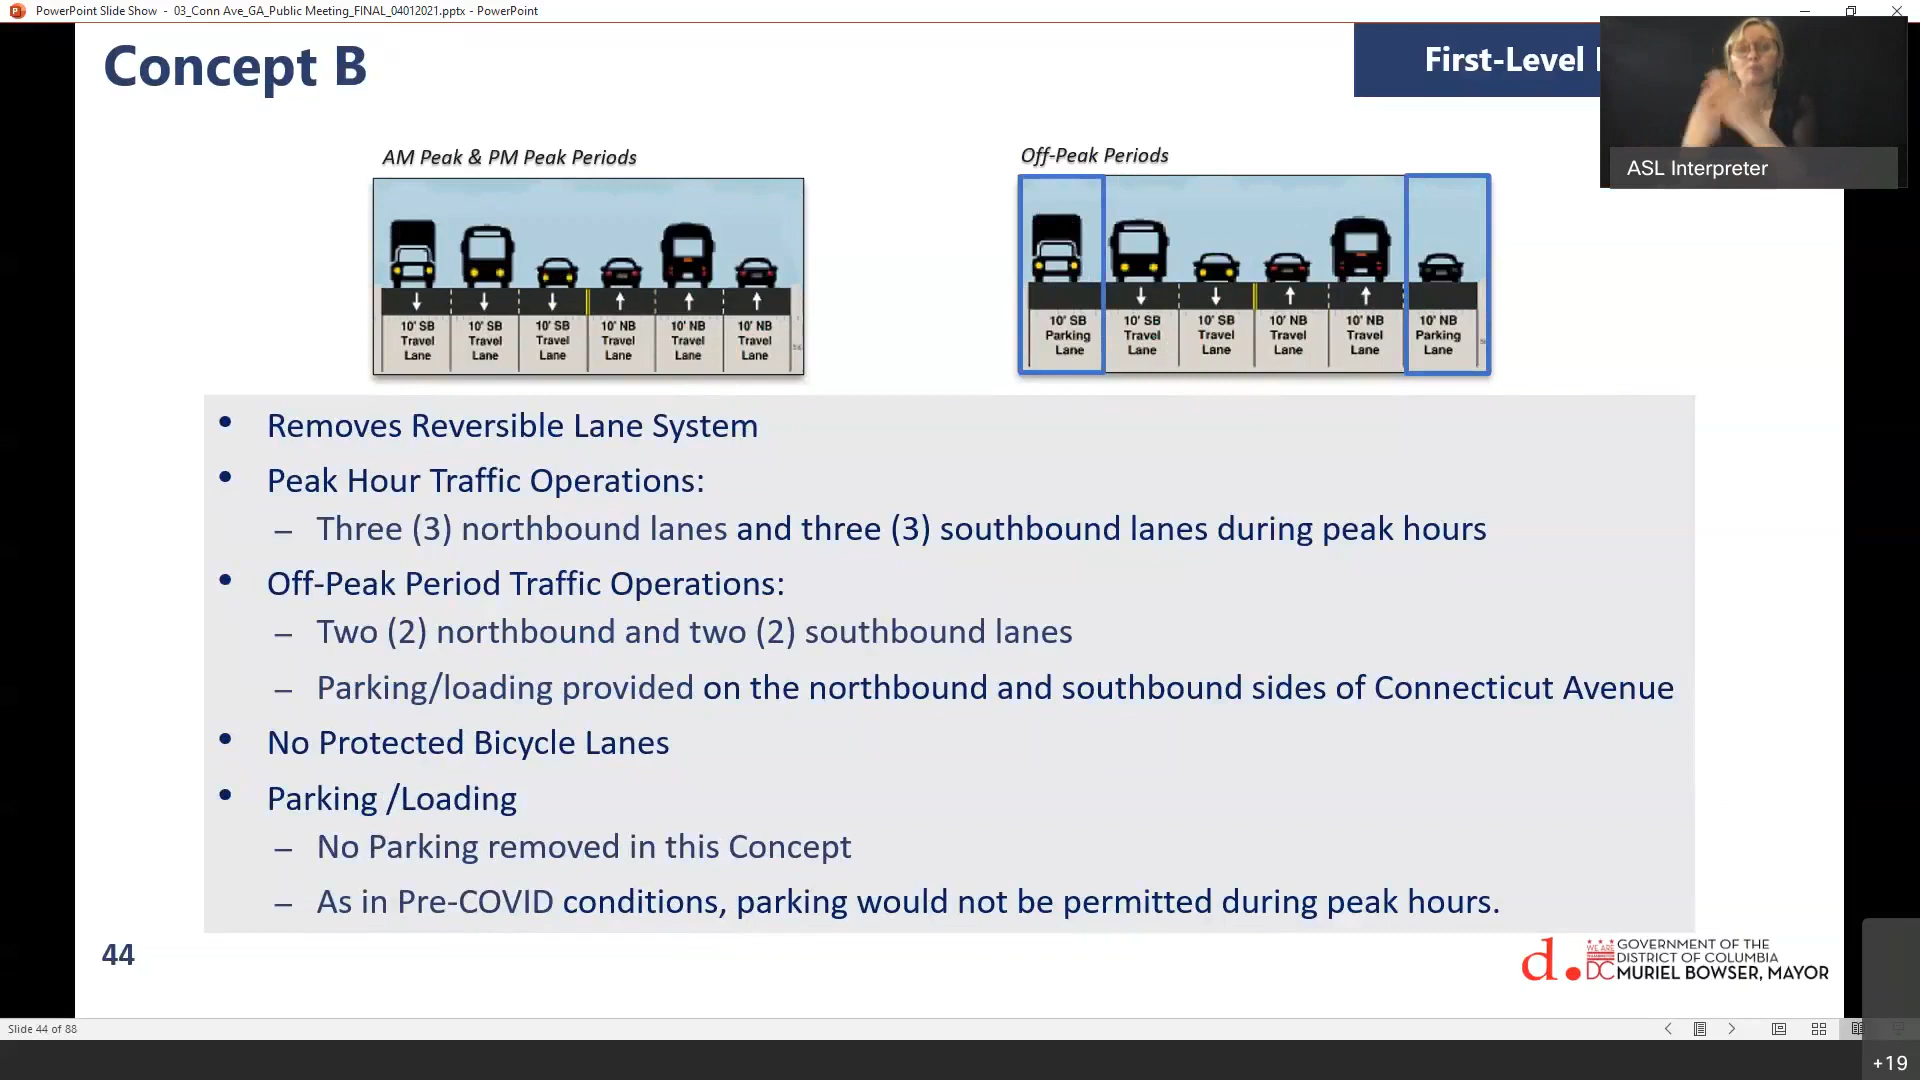 PowerPoint Slide Show - 03_Conn Ave_GA_Public Meeting_FINAL_04012021.pptx - PowerPoint
Concept B
First-Level
ASL Interpreter
AM Peak & PM Peak Periods
10' SB Travel Lane
10' SB Travel Lane
10' SB Travel Lane
10' NB Travel Lane
10' NB Travel Lane
10' NB Travel Lane
Off-Peak Periods
10' SB Parking Lane
10' SB Travel Lane
10' SB Travel Lane
10' NB Travel Lane
10' NB Travel Lane
10' NB Parking Lane
• Removes Reversible Lane System
• Peak Hour Traffic Operations:
– Three (3) northbound lanes and three (3) southbound lanes during peak hours
• Off-Peak Period Traffic Operations:
– Two (2) northbound and two (2) southbound lanes
– Parking/loading provided on the northbound and southbound sides of Connecticut Avenue
• No Protected Bicycle Lanes
• Parking /Loading
– No Parking removed in this Concept
– As in Pre-COVID conditions, parking would not be permitted during peak hours.
44
d.
WE ARE
WASHINGTON
DC
GOVERNMENT OF THE
DISTRICT OF COLUMBIA
MURIEL BOWSER, MAYOR
Slide 44 of 88
+19